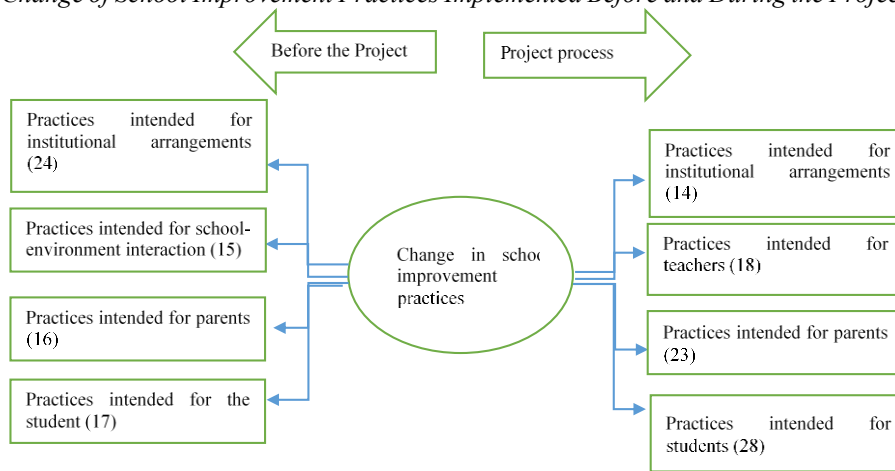 Change of School Improvement Practices Implemented Before and During the Project
Before the Project
Project process
Practices intended for
institutional arrangements
(24)
Practices intended for school-
environment interaction (15)
Practices intended for parents
(16)
Practices intended for the
student (17)
Change in school
improvement
practices
Practices intended for
institutional arrangements
(14)
Practices intended for
teachers (18)
Practices intended for parents
(23)
Practices intended for
students (28)